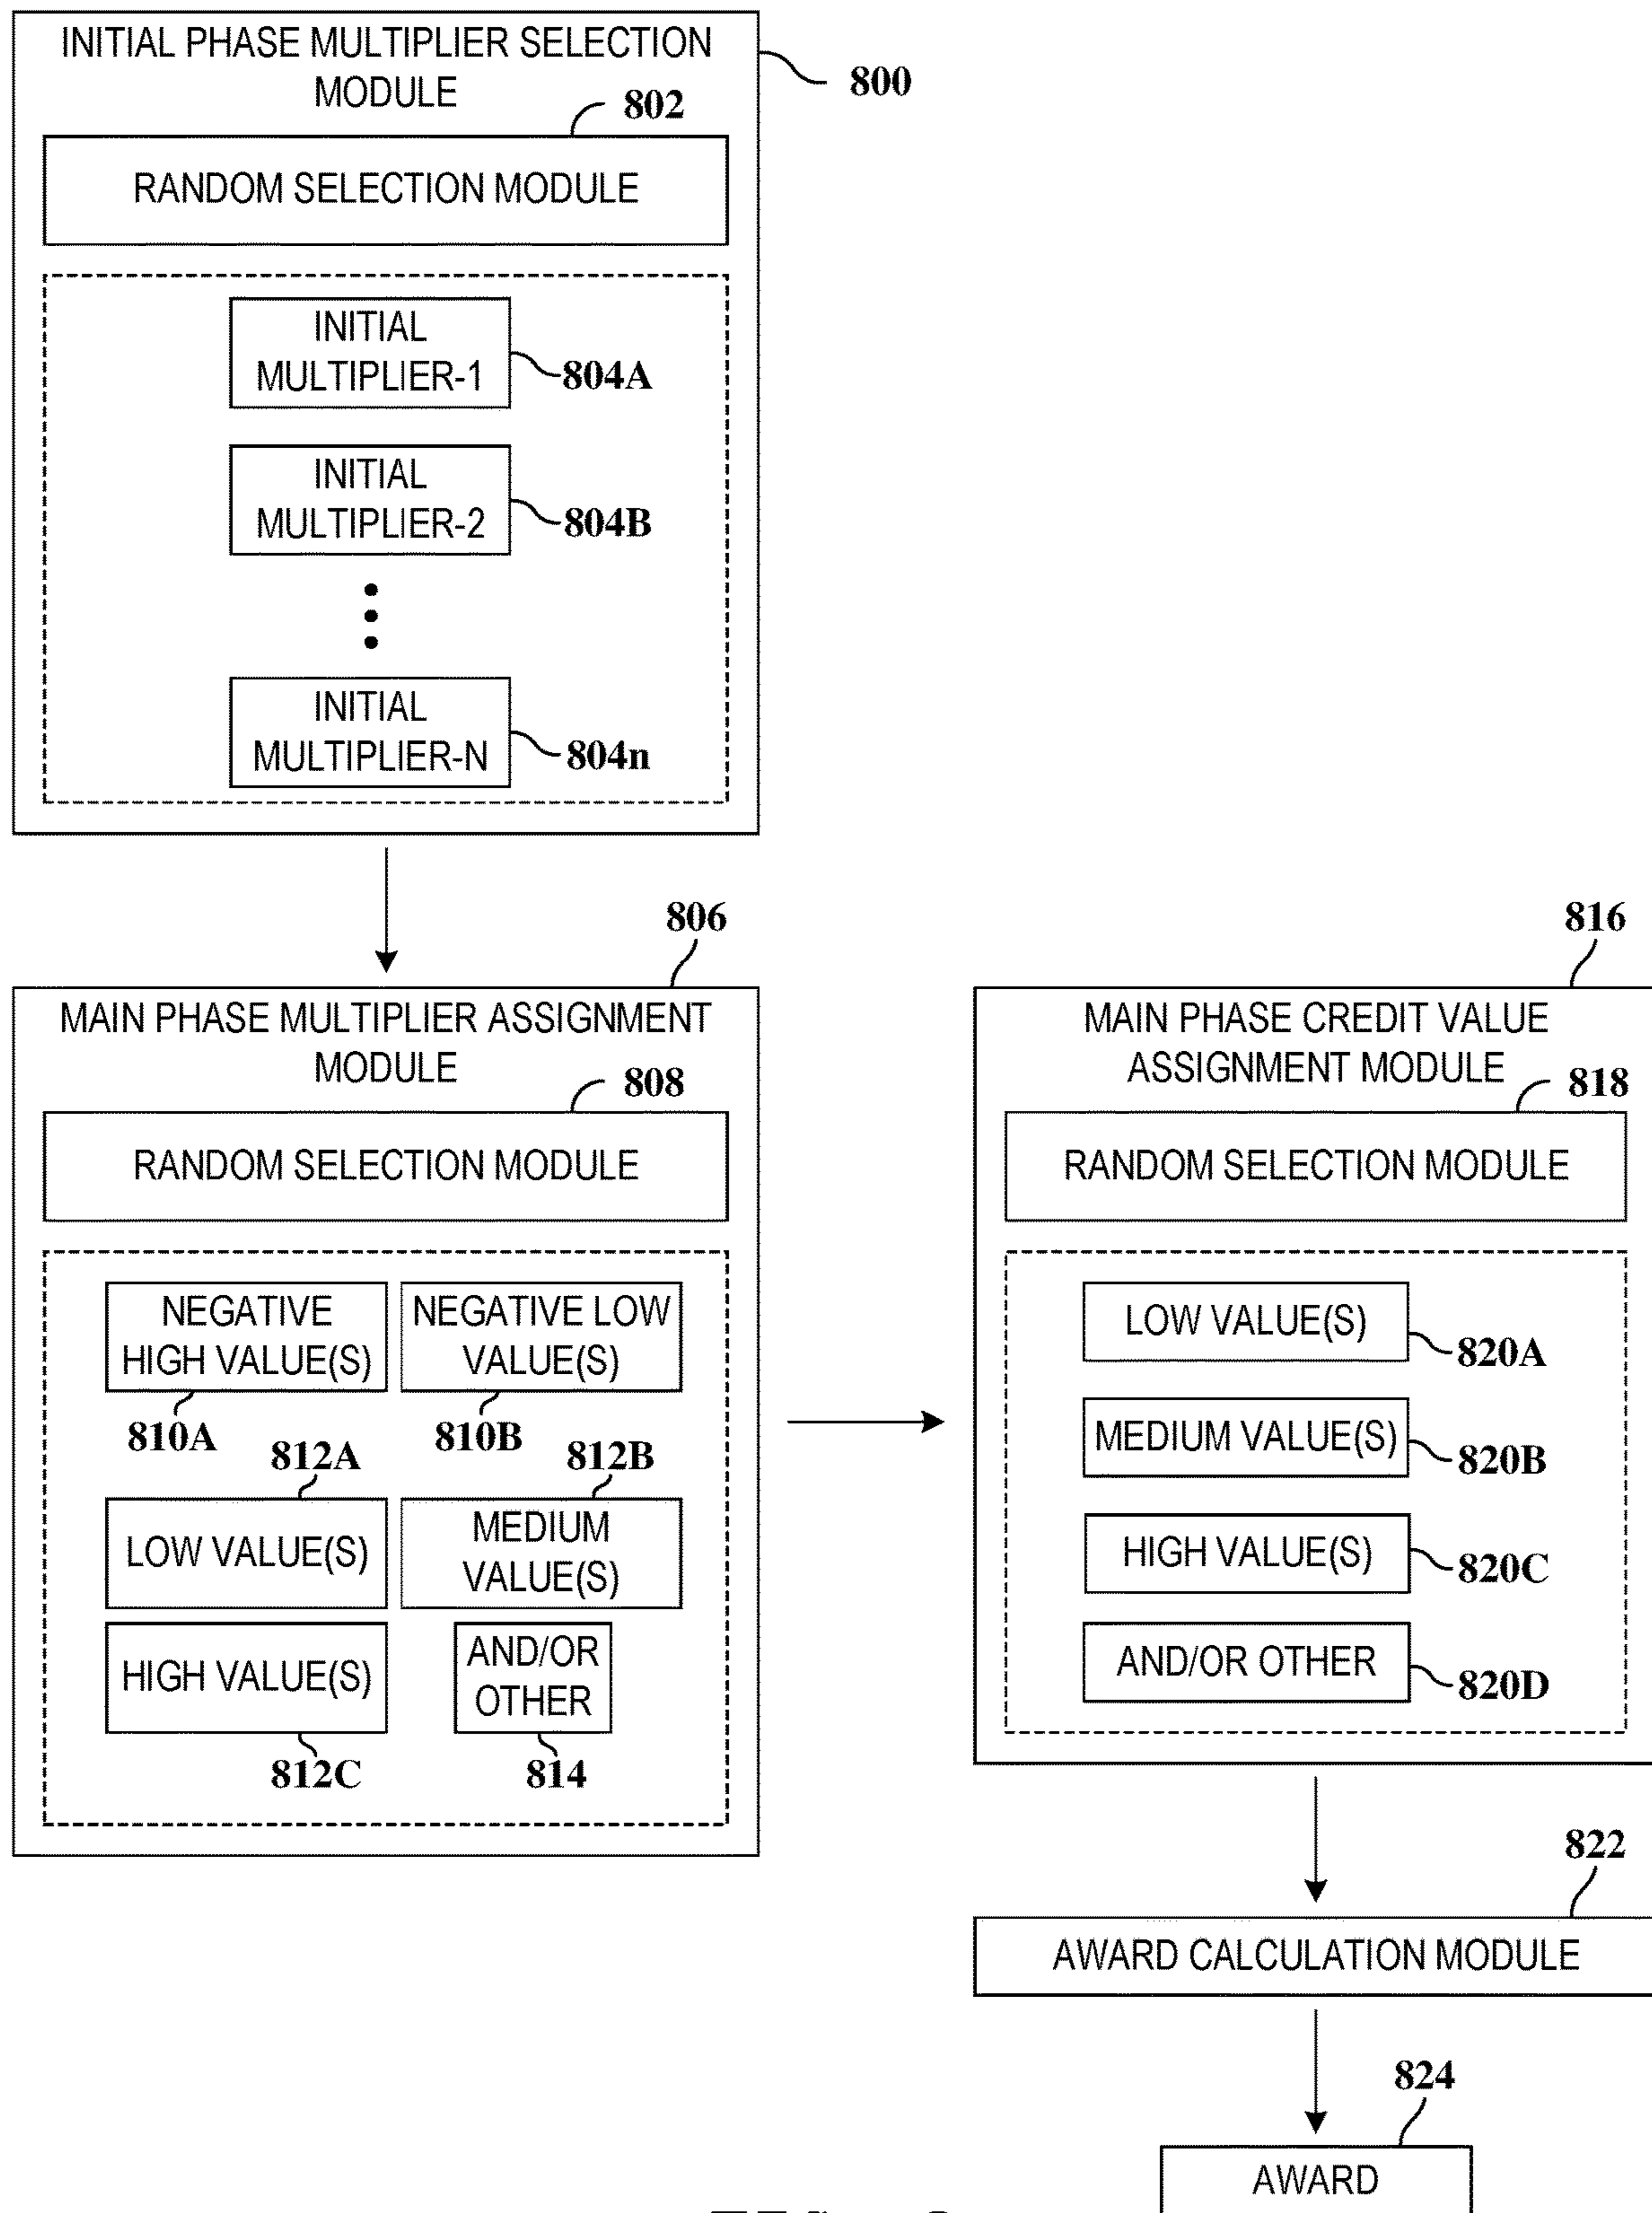 INITIAL PHASE MULTIPLIER SELECTION
MODULE
800
802
RANDOM SELECTION MODULE
INITIAL
MULTIPLIER-1
804A
INITIAL
MULTIPLIER-2
804B
INITIAL
MULTIPLIER-N
804n
806
MAIN PHASE MULTIPLIER ASSIGNMENT
MODULE
808
RANDOM SELECTION MODULE
NEGATIVE
HIGH VALUE(S)
NEGATIVE LOW
VALUE(S)
810A
810B
812A
812B
LOW VALUE(S)
MEDIUM
VALUE(S)
HIGH VALUE(S)
AND/OR
OTHER
812C
814
816
MAIN PHASE CREDIT VALUE
ASSIGNMENT MODULE
818
RANDOM SELECTION MODULE
LOW VALUE(S)
820A
MEDIUM VALUE(S)
820B
HIGH VALUE(S)
820C
AND/OR OTHER
820D
822
AWARD CALCULATION MODULE
824
AWARD